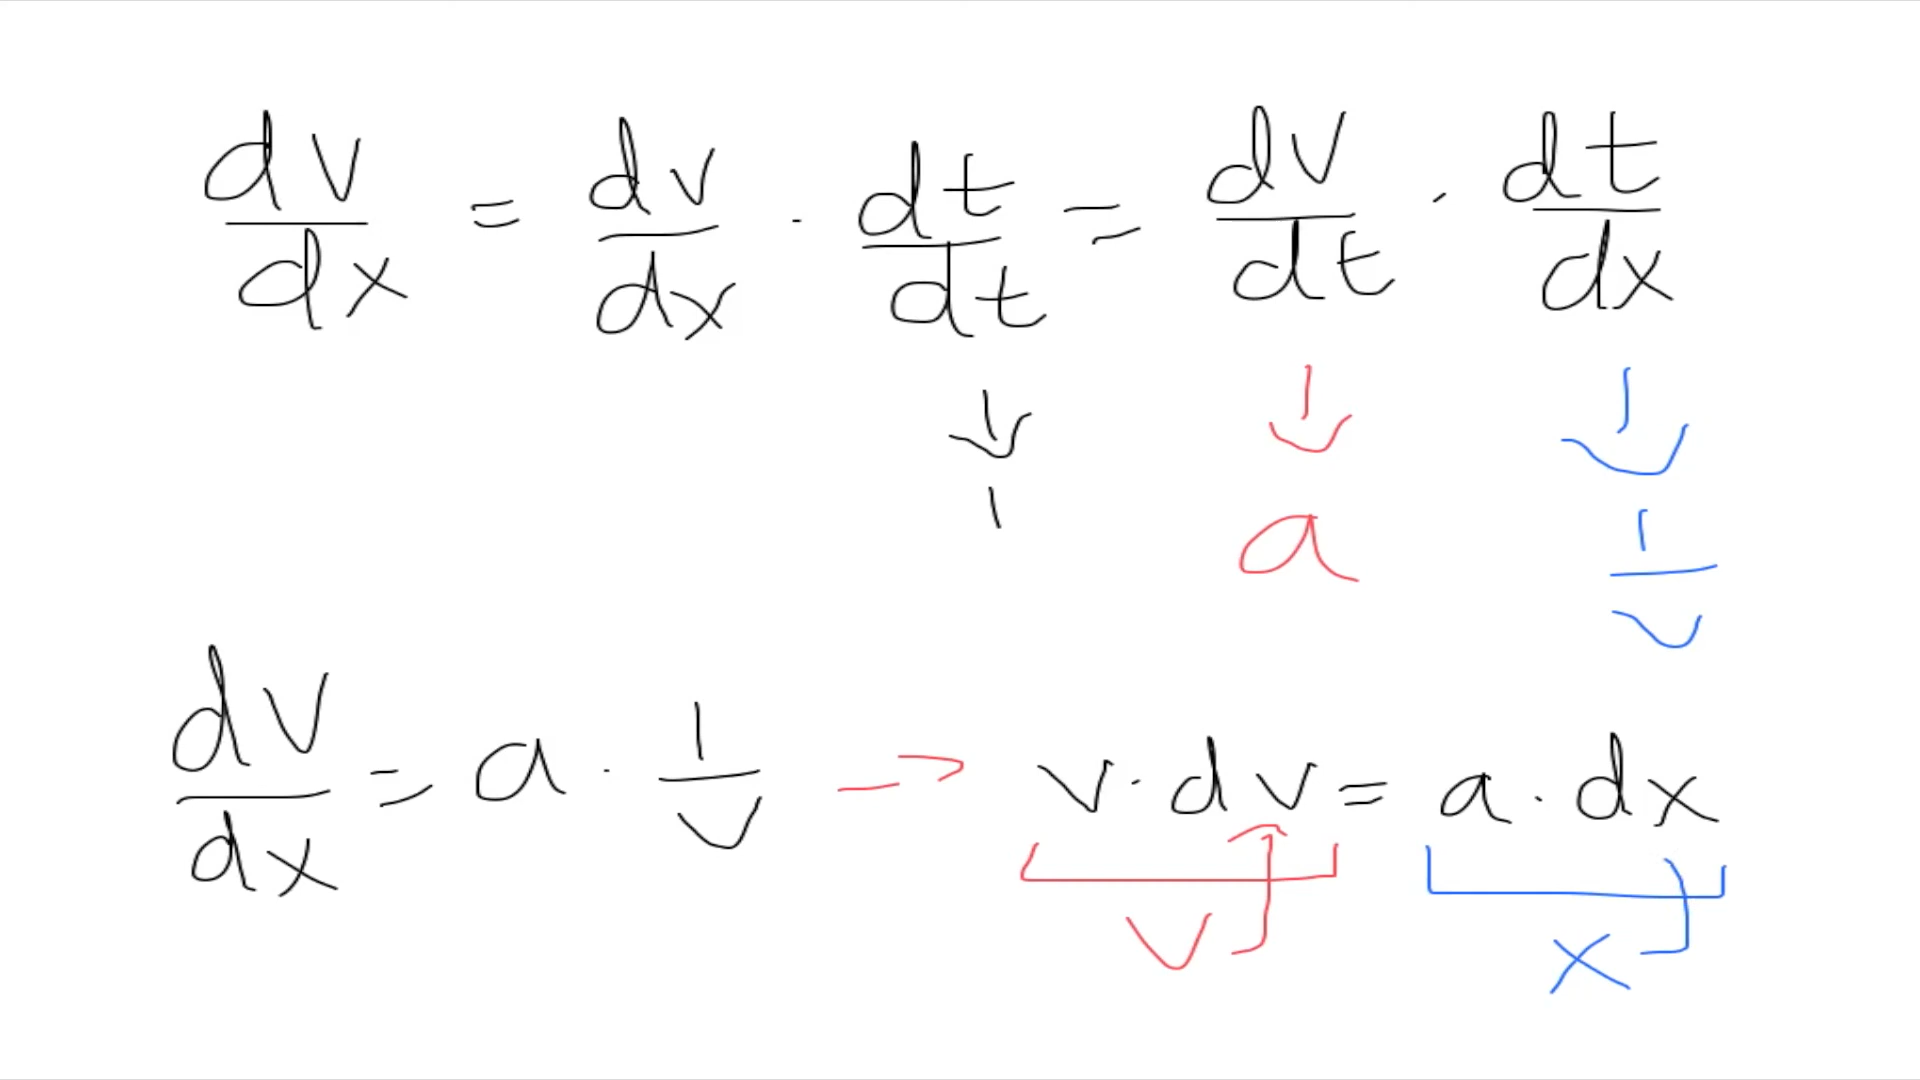 dv/dx = dv/dx · dt/dt = dv/dt · dt/dx
↓ ↓ ↓
1 a 1/v
dv/dx = a · 1/v → v · dv = a · dx
v x